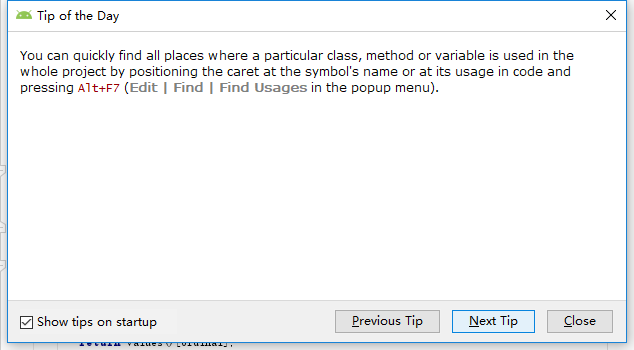 Tip of the Day
You can quickly find all places where a particular class, method or variable is used in the
whole project by positioning the caret at the symbol's name or at its usage in code and
pressing Alt+F7 (Edit | Find | Find Usages in the popup menu).
Show tips on startup
Previous Tip
Next Tip
Close